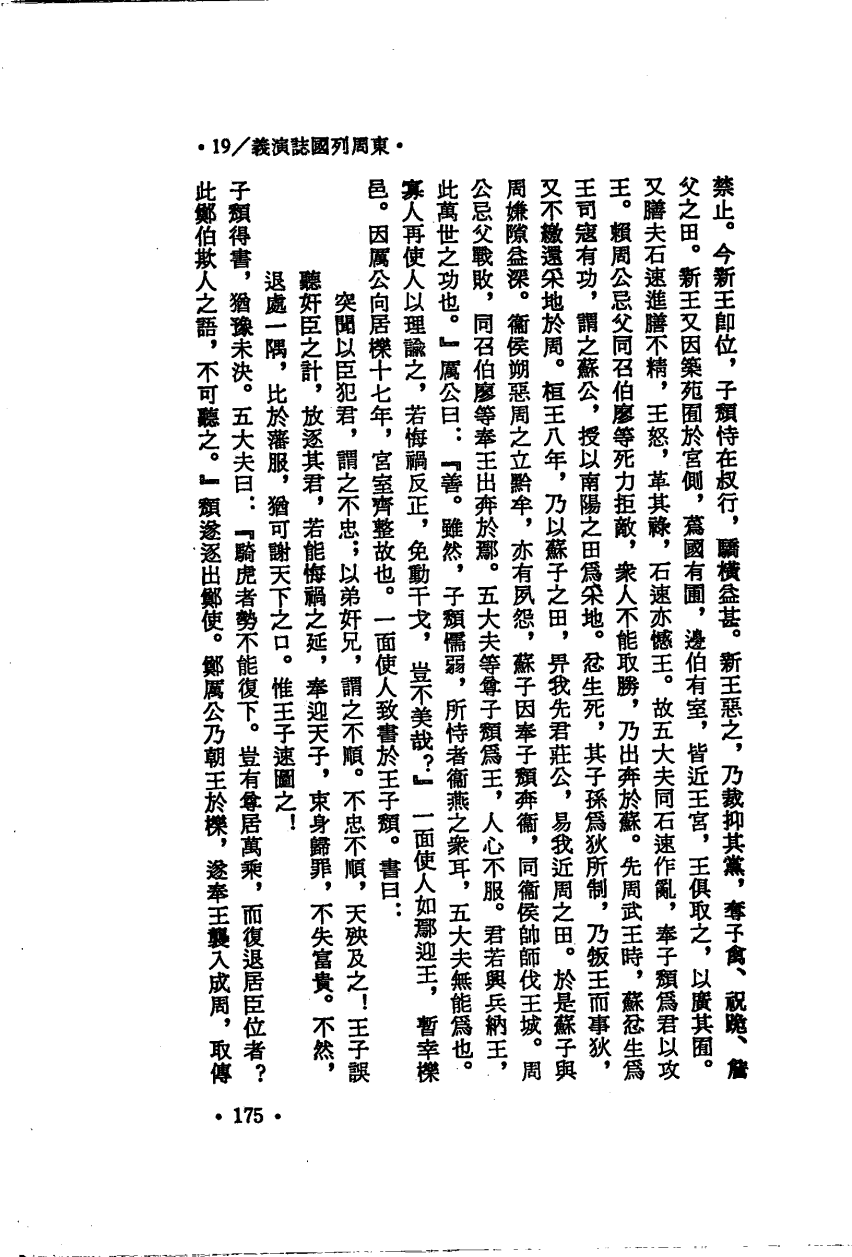 •東周列國誌演義/19•
禁止。今新王卽位，子頹恃在叔行，驕橫益甚。新王惡之，乃裁抑其黨，奪子禽、祝跪、詹
父之田。新王又因築苑囿於宮側，蔿國有圃，邊伯有室，皆近王宮，王俱取之，以廣其囿。
又膳夫石速進膳不精，王怒，革其祿，石速亦憾王。故五大夫同石速作亂，奉子頹爲君以攻
王。賴周公忌父同召伯廖等死力拒敵，衆人不能取勝，乃出奔於蘇。先周武王時，蘇忿生爲
王司寇有功，謂之蘇公，授以南陽之田爲采地。忿生死，其子孫爲狄所制，乃叛王而事狄，
又不繳還采地於周。桓王八年，乃以蘇子之田，畀我先君莊公，易我近周之田。於是蘇子與
周嫌隙益深。衞侯朔惡周之立黔牟，亦有夙怨，蘇子因奉子頹奔衞，同衞侯帥師伐王城。周
公忌父戰敗，同召伯廖等奉王出奔於鄢。五大夫等尊子頹爲王，人心不服。君若興兵納王，
此萬世之功也。』厲公曰：『善。雖然，子頹懦弱，所恃者衞燕之衆耳，五大夫無能爲也。
寡人再使人以理諭之，若悔禍反正，免動干戈，豈不美哉？』一面使人如鄢迎王，暫幸櫟
邑。因厲公向居櫟十七年，宮室齊整故也。一面使人致書於王子頹。書曰：
突聞以臣犯君，謂之不忠；以弟奸兄，謂之不順。不忠不順，天殃及之！王子誤
聽奸臣之計，放逐其君，若能悔禍之延，奉迎天子，束身歸罪，不失富貴。不然，
退處一隅，比於藩服，猶可謝天下之口。惟王子速圖之！
子頹得書，猶豫未決。五大夫曰：『騎虎者勢不能復下。豈有尊居萬乘，而復退居臣位者？
此鄭伯欺人之語，不可聽之。』頹遂逐出鄭使。鄭厲公乃朝王於櫟，遂奉王襲入成周，取傳
•175•